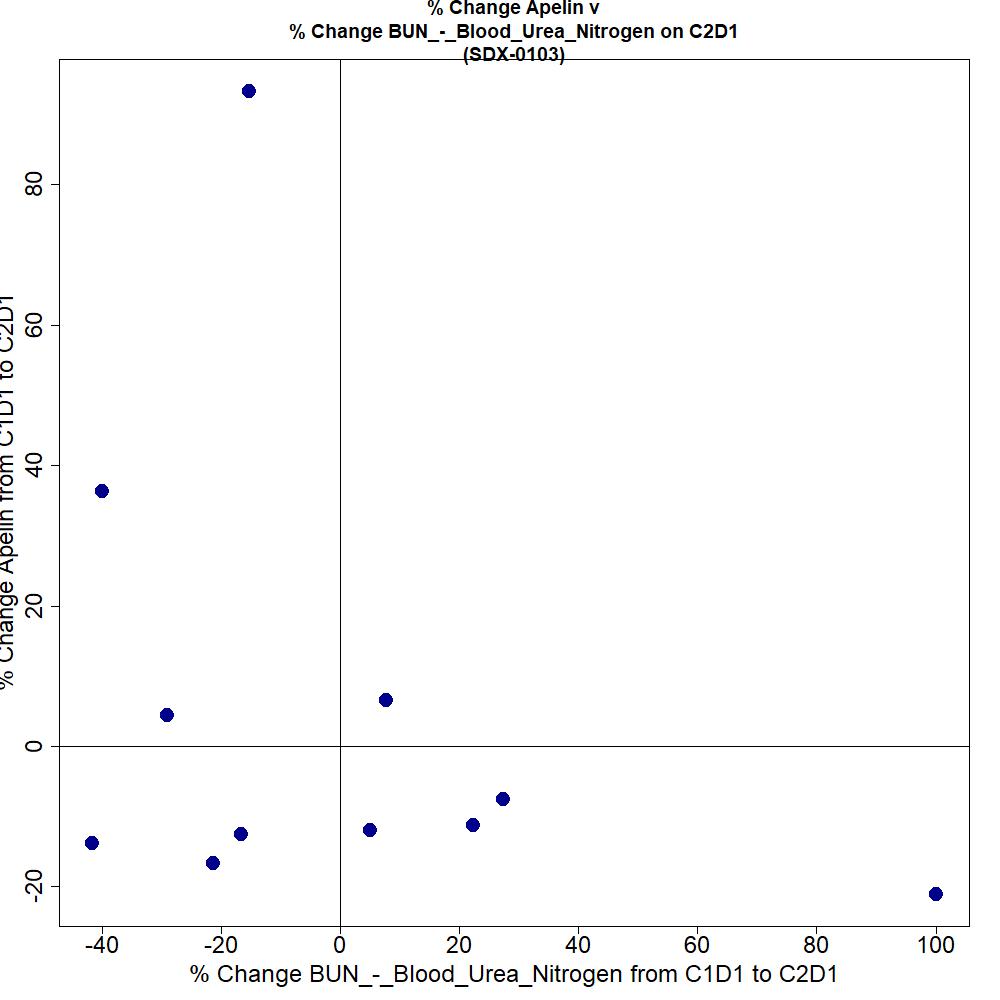 % Change Apelin v
% Change BUN_-_Blood_Urea_Nitrogen on C2D1
(SDX-0103)
80
60
40
20
0
-20
% Change Apelin from C1D1 to C2D1
-40 -20 0 20 40 60 80 100
% Change BUN_-_Blood_Urea_Nitrogen from C1D1 to C2D1